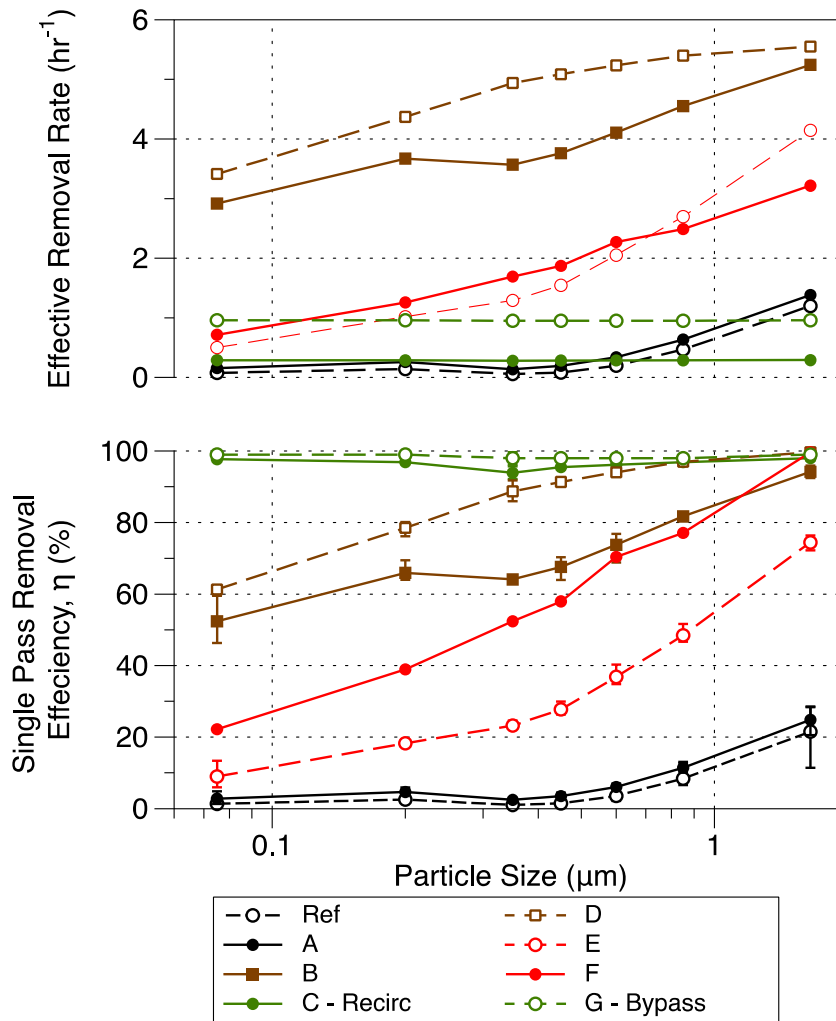 Effective Removal Rate (hr⁻¹)
6
4
2
0
Single Pass Removal
Effeciency, η (%)
100
80
60
40
20
0
0.1
1
Particle Size (μm)
Ref
A
B
C - Recirc
D
E
F
G - Bypass